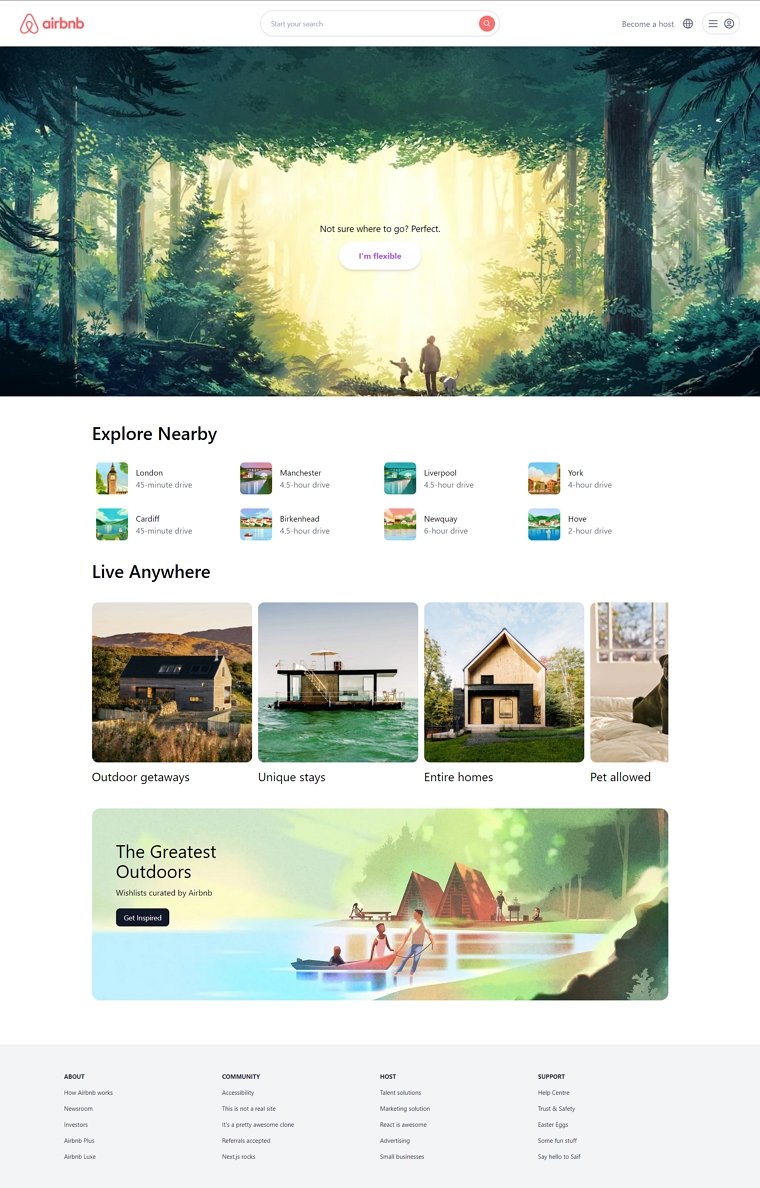 airbnb
Start your search
Become a host
Not sure where to go? Perfect.
I'm flexible
Explore Nearby
London
45-minute drive
Manchester
4.5-hour drive
Liverpool
4.5-hour drive
York
4-hour drive
Cardiff
45-minute drive
Birkenhead
4.5-hour drive
Newquay
6-hour drive
Hove
2-hour drive
Live Anywhere
Outdoor getaways
Unique stays
Entire homes
Pet allowed
The Greatest
Outdoors
Wishlists curated by Airbnb
Get Inspired
ABOUT
How Airbnb works
Newsroom
Investors
Airbnb Plus
Airbnb Luxe
COMMUNITY
Accessibility
This is not a real site
It's a pretty awesome clone
Referrals accepted
Next.js rocks
HOST
Talent solutions
Marketing solution
React is awesome
Advertising
Small businesses
SUPPORT
Help Centre
Trust & Safety
Easter Eggs
Some fun stuff
Say hello to Saif